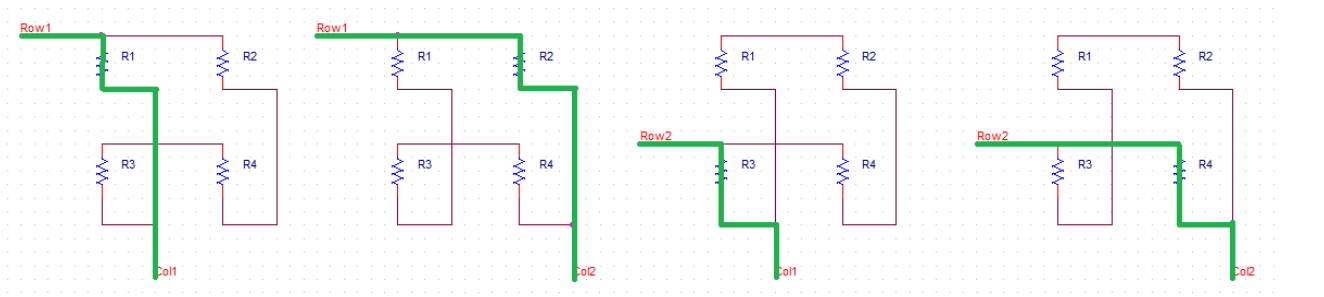 Row1 Row1
R1 R2 R1 R2 R1 R2 R1 R2
Row2 Row2
R3 R4 R3 R4 R3 R4 R3 R4
Col1 Col2 Col1 Col2